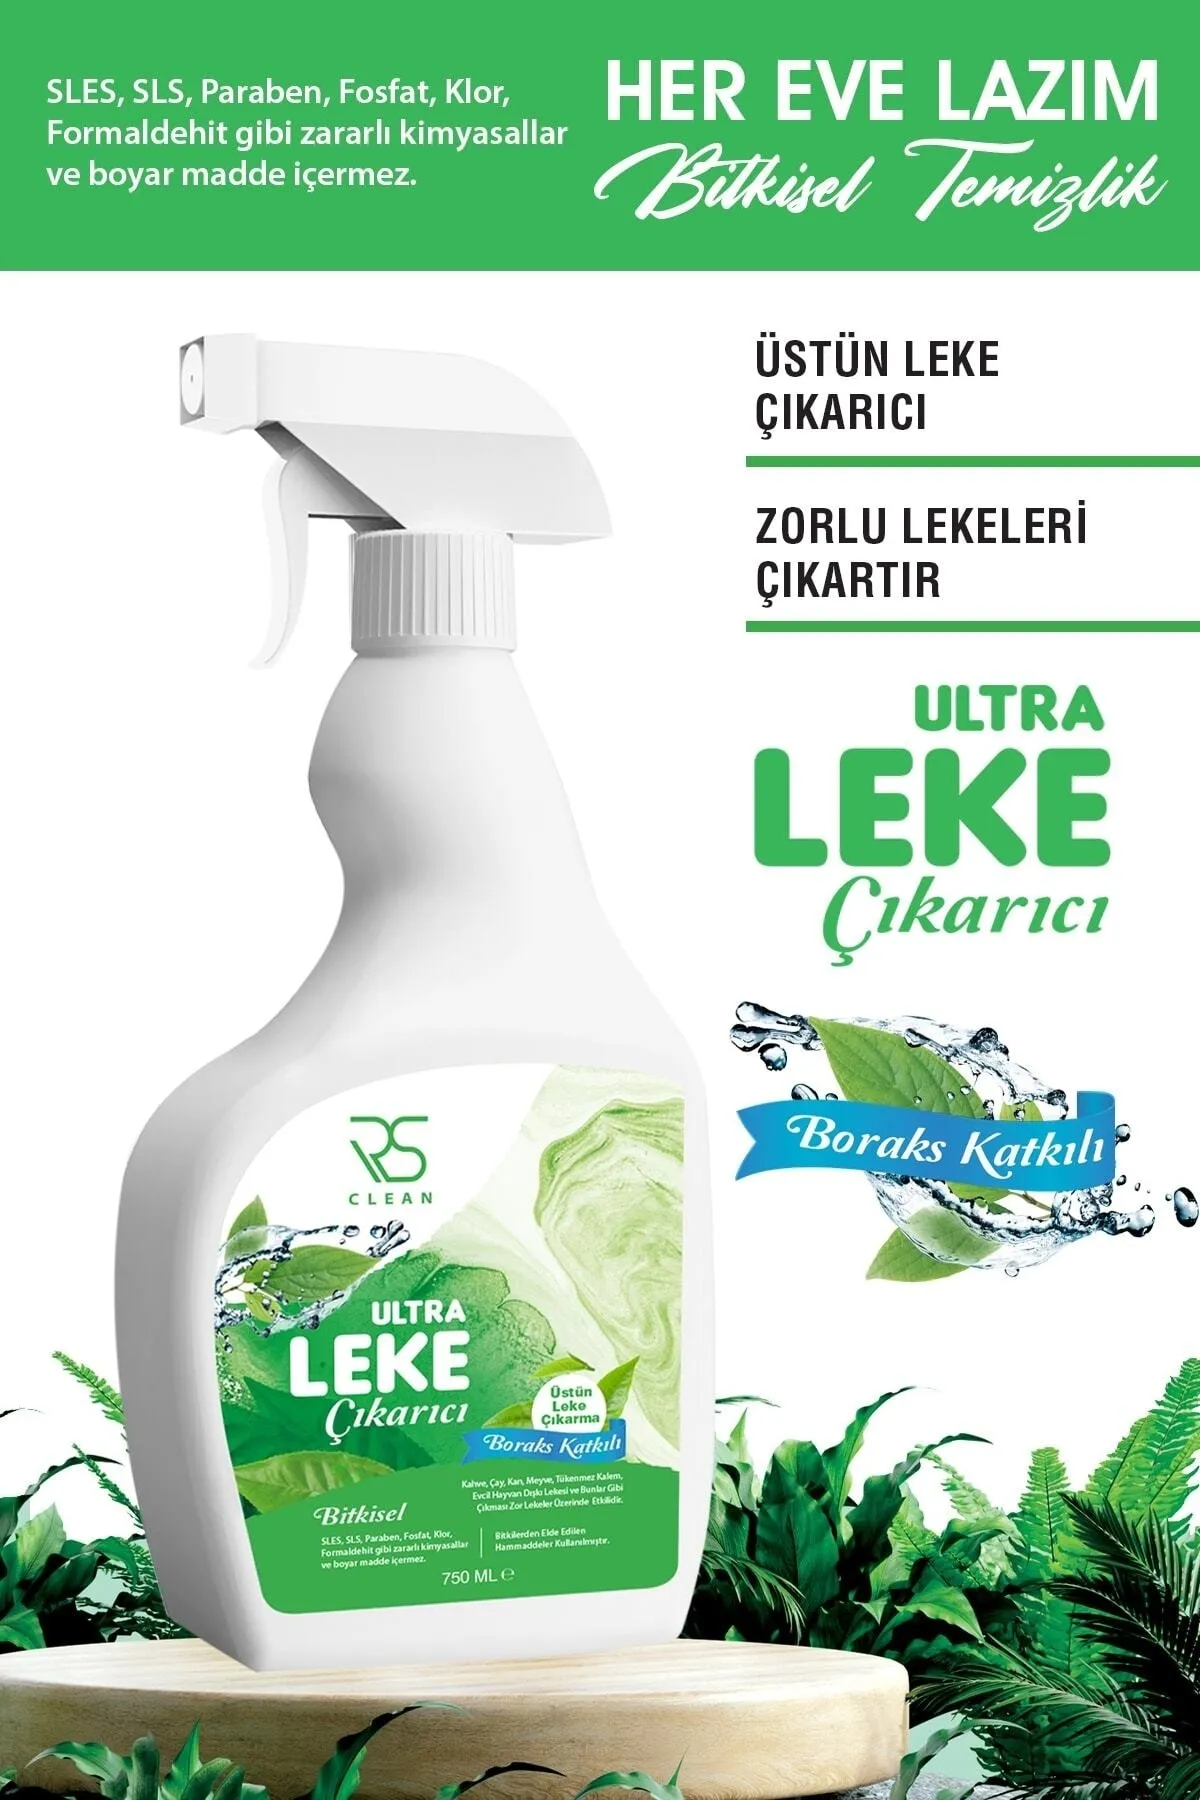 SLES, SLS, Paraben, Fosfat, Klor,
Formaldehit gibi zararlı kimyasallar
ve boyar madde içermez.
HER EVE LAZIM
Bitkisel Temizlik
ÜSTÜN LEKE
ÇIKARICI
ZORLU LEKELERİ
ÇIKARTIR
ULTRA
LEKE
Çıkarıcı
Boraks Katkılı
RS
CLEAN
ULTRA
LEKE
Çıkarıcı
Üstün
Leke
Çıkarma
Boraks Katkılı
Kahve, Çay, Kan, Meyve, Tükenmez Kalem,
Evcil Hayvan Dışkı Lekesi ve Bunlar Gibi
Çıkması Zor Lekeler Üzerinde Etkilidir.
Bitkisel
SLES, SLS, Paraben, Fosfat, Klor,
Formaldehit gibi zararlı kimyasallar
ve boyar madde içermez.
Bitkilerden Elde Edilen
Hammaddeler Kullanılmıştır.
750 ML ℮